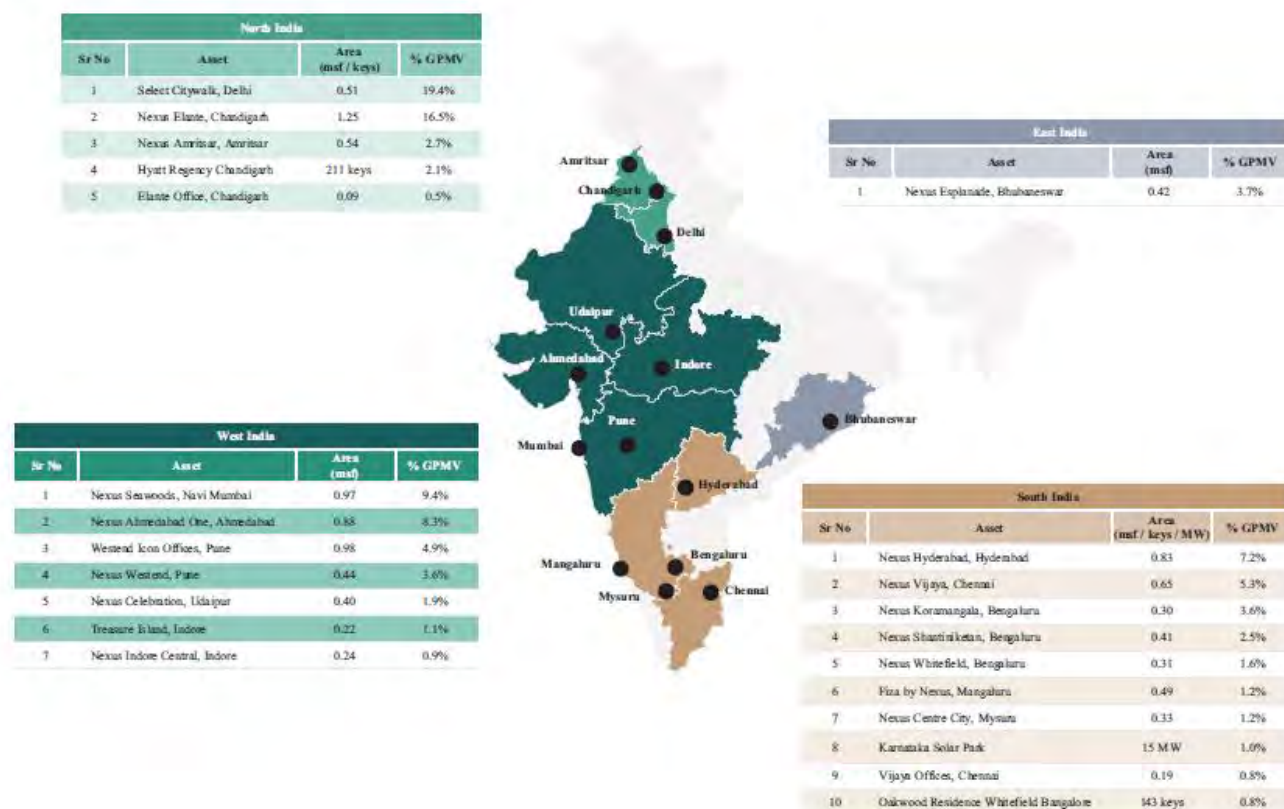 North India
Sr No Asset Area (msf / keys) % GPMV
1 Select Citywalk, Delhi 0.51 19.4%
2 Nexus Elante, Chandigarh 1.25 16.5%
3 Nexus Amritsar, Amritsar 0.54 2.7%
4 Hyatt Regency Chandigarh 211 keys 2.1%
5 Elante Office, Chandigarh 0.09 0.5%
East India
Sr No Asset Area (msf) % GPMV
1 Nexus Esplanade, Bhubaneswar 0.42 3.7%
Amritsar
Chandigarh
Delhi
Udaipur
Ahmedabad
Indore
Pune
Mumbai
Bhubaneswar
Hyderabad
Mangaluru
Bengaluru
Mysuru
Chennai
West India
Sr No Asset Area (msf) % GPMV
1 Nexus Seawoods, Navi Mumbai 0.97 9.4%
2 Nexus Ahmedabad One, Ahmedabad 0.88 8.3%
3 Westend Icon Offices, Pune 0.98 4.9%
4 Nexus Westend, Pune 0.44 3.6%
5 Nexus Celebration, Udaipur 0.40 1.9%
6 Treasure Island, Indore 0.22 1.1%
7 Nexus Indore Central, Indore 0.24 0.9%
South India
Sr No Asset Area (msf / keys / MW) % GPMV
1 Nexus Hyderabad, Hyderabad 0.83 7.2%
2 Nexus Vijaya, Chennai 0.65 5.3%
3 Nexus Koramangala, Bengaluru 0.30 3.6%
4 Nexus Shantiniketan, Bengaluru 0.41 2.5%
5 Nexus Whitefield, Bengaluru 0.31 1.6%
6 Fiza by Nexus, Mangaluru 0.49 1.2%
7 Nexus Centre City, Mysuru 0.33 1.2%
8 Karnataka Solar Park 15 MW 1.0%
9 Vijaya Offices, Chennai 0.19 0.8%
10 Oakwood Residence Whitefield Bangalore 143 keys 0.8%